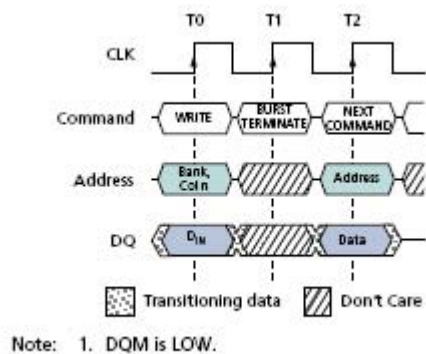 T0 T1 T2
CLK
Command WRITE BURST TERMINATE NEXT COMMAND
Address Bank, Coln Address
DQ DIN Data
Transitioning data Don't Care
Note: 1. DQM is LOW.